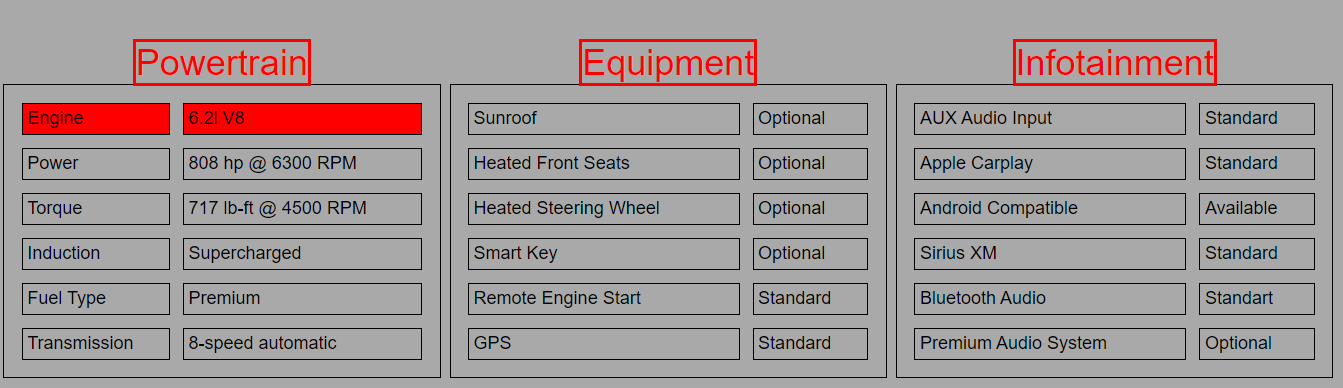 Powertrain
Engine 6.2l V8
Power 808 hp @ 6300 RPM
Torque 717 lb-ft @ 4500 RPM
Induction Supercharged
Fuel Type Premium
Transmission 8-speed automatic
Equipment
Sunroof Optional
Heated Front Seats Optional
Heated Steering Wheel Optional
Smart Key Optional
Remote Engine Start Standard
GPS Standard
Infotainment
AUX Audio Input Standard
Apple Carplay Standard
Android Compatible Available
Sirius XM Standard
Bluetooth Audio Standart
Premium Audio System Optional